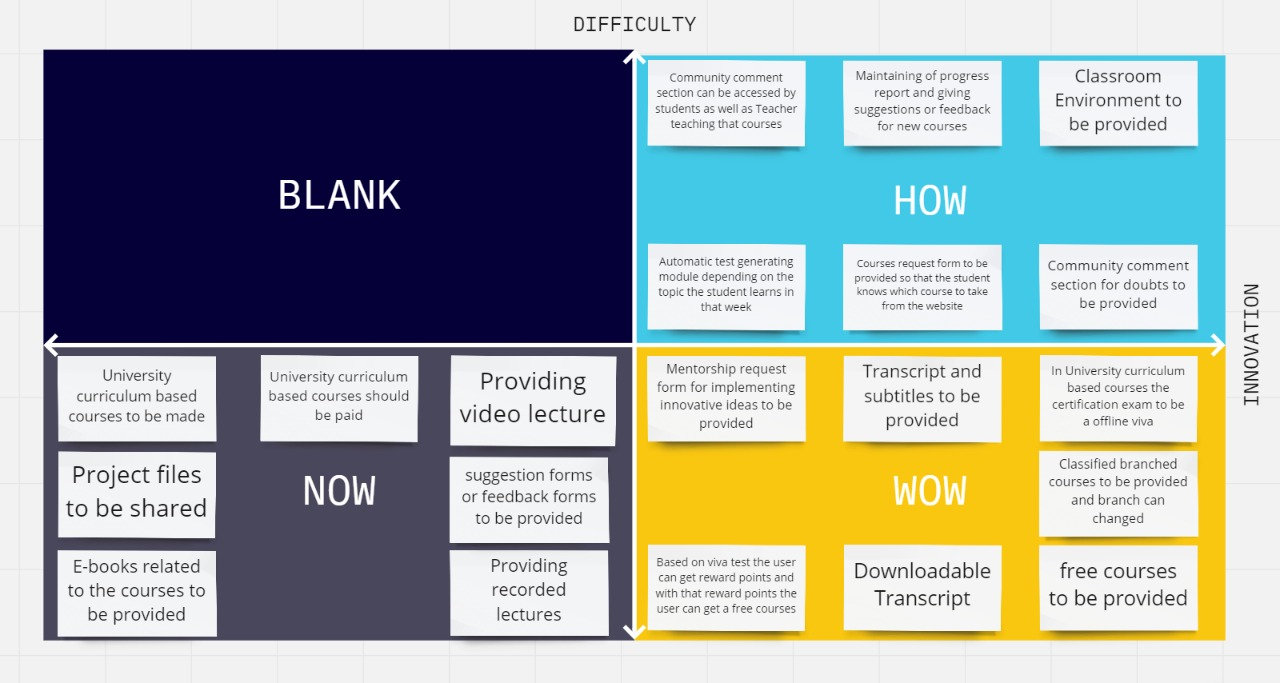 DIFFICULTY
BLANK
Community comment
section can be accessed by
students as well as Teacher
teaching that courses
Maintaining of progress
report and giving
suggestions or feedback
for new courses
Classroom
Environment to
be provided
HOW
Automatic test generating
module depending on the
topic the student learns in
that week
Courses request form to be
provided so that the student
knows which course to take
from the website
Community comment
section for doubts to
be provided
INNOVATION
University
curriculum based
courses to be made
University curriculum
based courses should
be paid
Providing
video lecture
Project files
to be shared
NOW
suggestion forms
or feedback forms
to be provided
E-books related
to the courses to
be provided
Providing
recorded
lectures
Mentorship request
form for implementing
innovative ideas to be
provided
Transcript and
subtitles to be
provided
In University curriculum
based courses the
certification exam to be
a offline viva
WOW
Classified branched
courses to be provided
and branch can
changed
Based on viva test the user
can get reward points and
with that reward points the
user can get a free courses
Downloadable
Transcript
free courses
to be provided